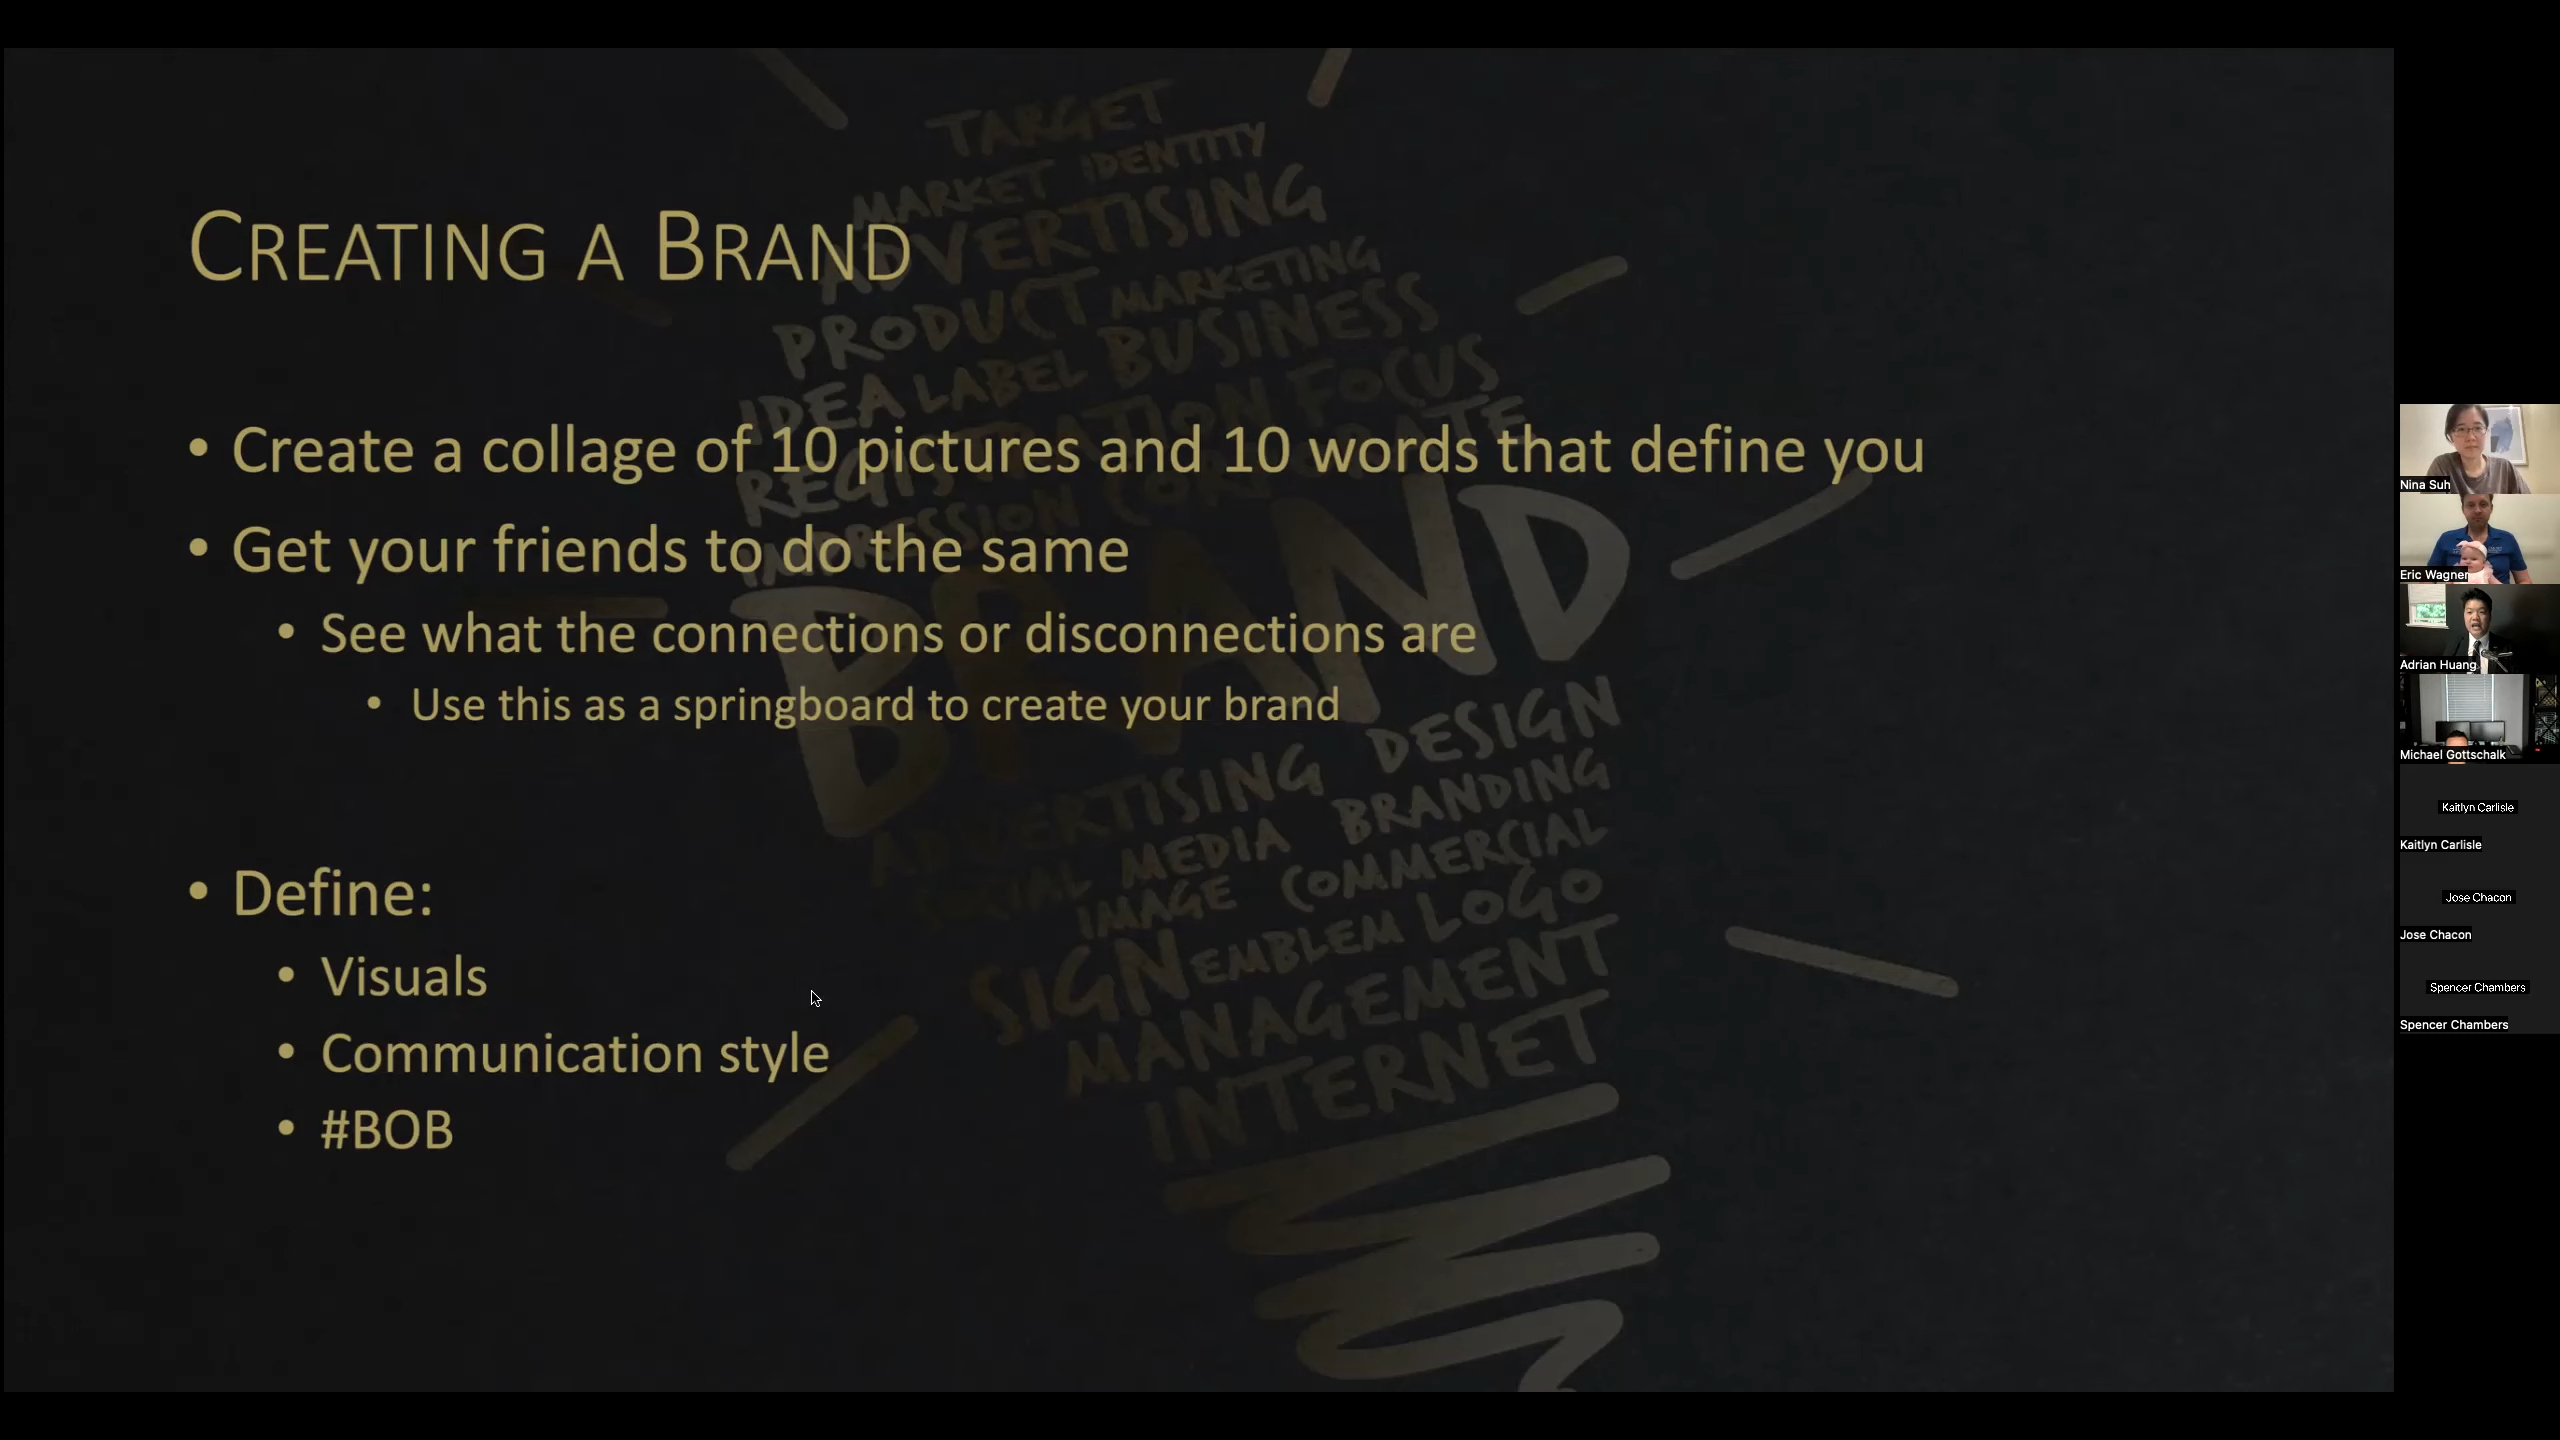 CREATING A BRAND
• Create a collage of 10 pictures and 10 words that define you
• Get your friends to do the same
• See what the connections or disconnections are
• Use this as a springboard to create your brand
• Define:
• Visuals
• Communication style
• #BOB
TARGET
MARKET IDENTITY
ADVERTISING
PRODUCT MARKETING
IDEA LABEL BUSINESS
REGISTRATION FOCUS
IMPRESSION CORPORATE
BRAND
ADVERTISING DESIGN
SOCIAL MEDIA BRANDING
IMAGE COMMERCIAL
SIGN EMBLEM LOGO
MANAGEMENT
INTERNET
Nina Suh
Eric Wagner
Adrian Huang
Michael Gottschalk
Kaitlyn Carlisle
Kaitlyn Carlisle
Jose Chacon
Jose Chacon
Spencer Chambers
Spencer Chambers